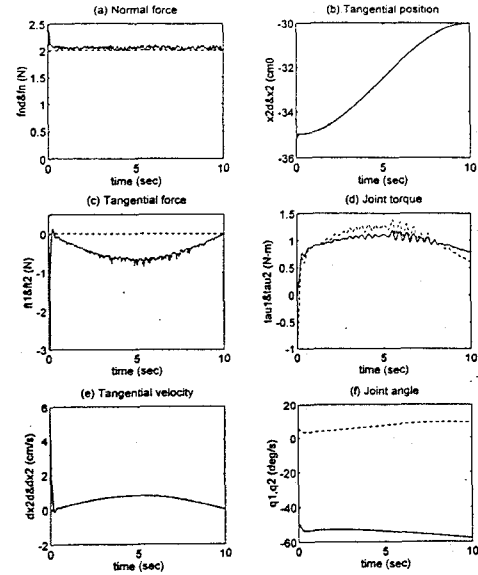 (a) Normal force
fnd&fn (N)
2.5
2
1.5
1
0.5
0
0
5
10
time (sec)
(b) Tangential position
x2d&x2 (cm0
-30
-32
-34
-36
0
5
10
time (sec)
(c) Tangential force
ft1&ft2 (N)
0
-1
-2
-3
0
5
10
time (sec)
(d) Joint torque
tau1&tau2 (N-m)
1.5
1
0.5
0
-0.5
-1
0
5
10
time (sec)
(e) Tangential velocity
dx2d&dx2 (cm/s)
6
4
2
0
-2
0
5
10
time (sec)
(f) Joint angle
q1,q2 (deg/s)
20
0
-20
-40
-60
0
5
10
time (sec)